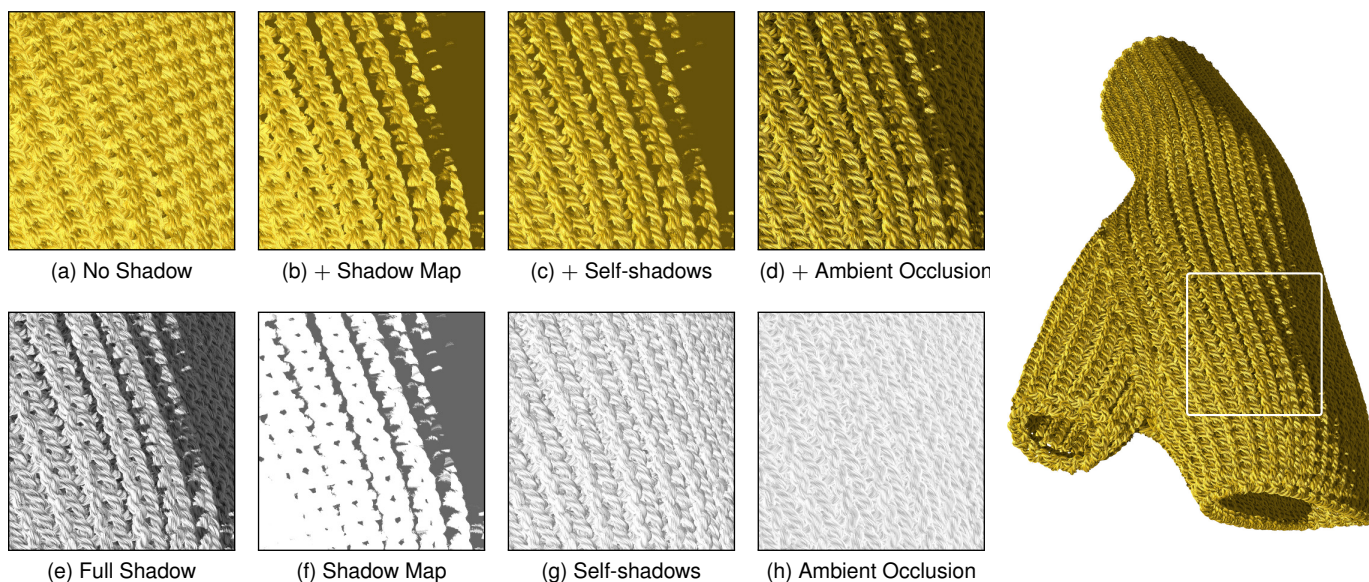 (a) No Shadow
(b) + Shadow Map
(c) + Self-shadows
(d) + Ambient Occlusion
(e) Full Shadow
(f) Shadow Map
(g) Self-shadows
(h) Ambient Occlusion